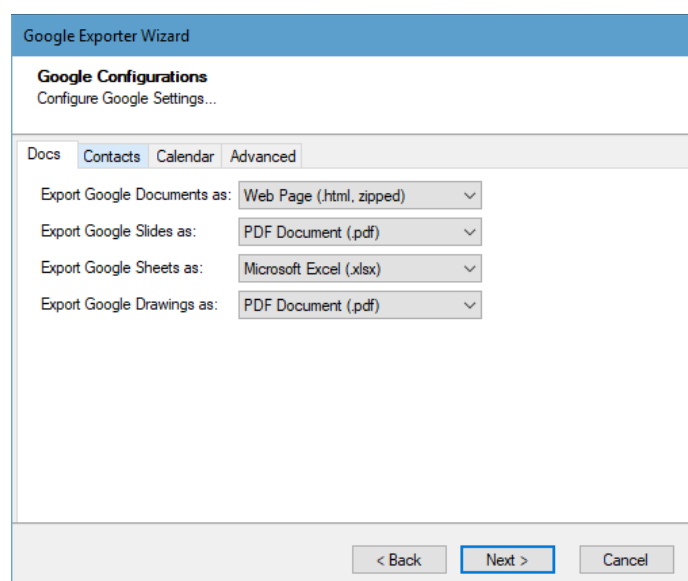 Google Exporter Wizard
Google Configurations
Configure Google Settings...
Docs Contacts Calendar Advanced
Export Google Documents as: Web Page (.html, zipped)
Export Google Slides as: PDF Document (.pdf)
Export Google Sheets as: Microsoft Excel (.xlsx)
Export Google Drawings as: PDF Document (.pdf)
< Back Next > Cancel